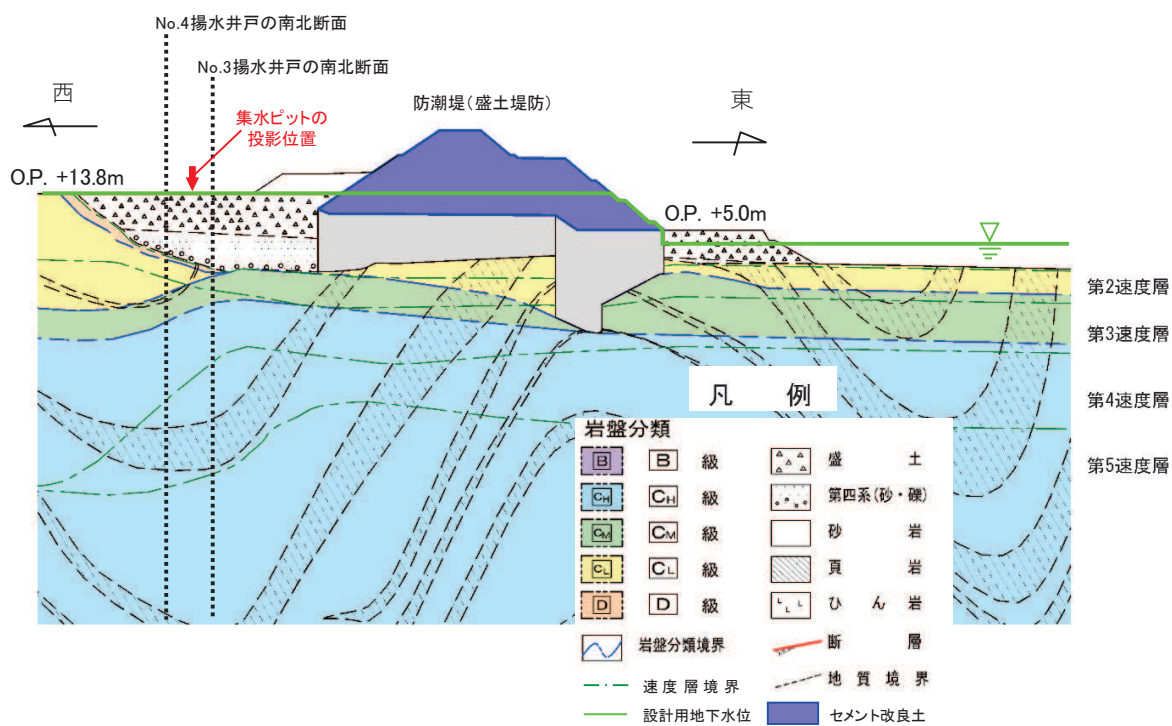 No.4揚水井戸の南北断面
No.3揚水井戸の南北断面
西
集水ピットの
投影位置
防潮堤(盛土堤防)
東
O.P. +13.8m
O.P. +5.0m
第2速度層
第3速度層
第4速度層
第5速度層
凡 例
岩盤分類
B B 級
CH CH 級
CM CM 級
CL CL 級
D D 級
岩盤分類境界
速度層境界
設計用地下水位
盛 土
第四系(砂・礫)
砂 岩
頁 岩
ひ ん 岩
断 層
地質境界
セメント改良土